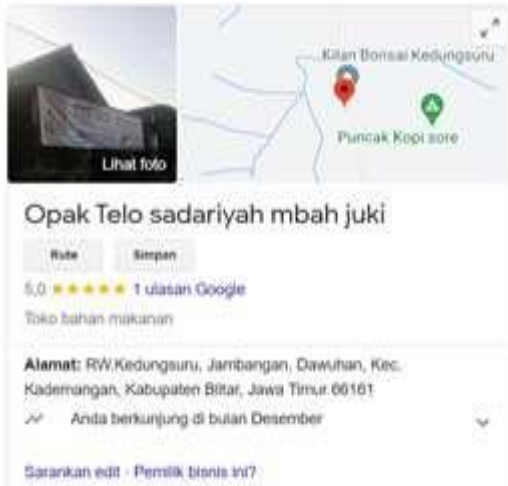 Kilan Bonsai Kedungsuru
Puncak Kopi sore
Lihat foto
Opak Telo sadariyah mbah juki
Rute Simpan
5,0 1 ulasan Google
Toko bahan makanan
Alamat: RW.Kedungsuru, Jambangan, Dawuhan, Kec.
Kademangan, Kabupaten Blitar, Jawa Timur 66161
Anda berkunjung di bulan Desember
Sarankan edit · Pemilik bisnis ini?